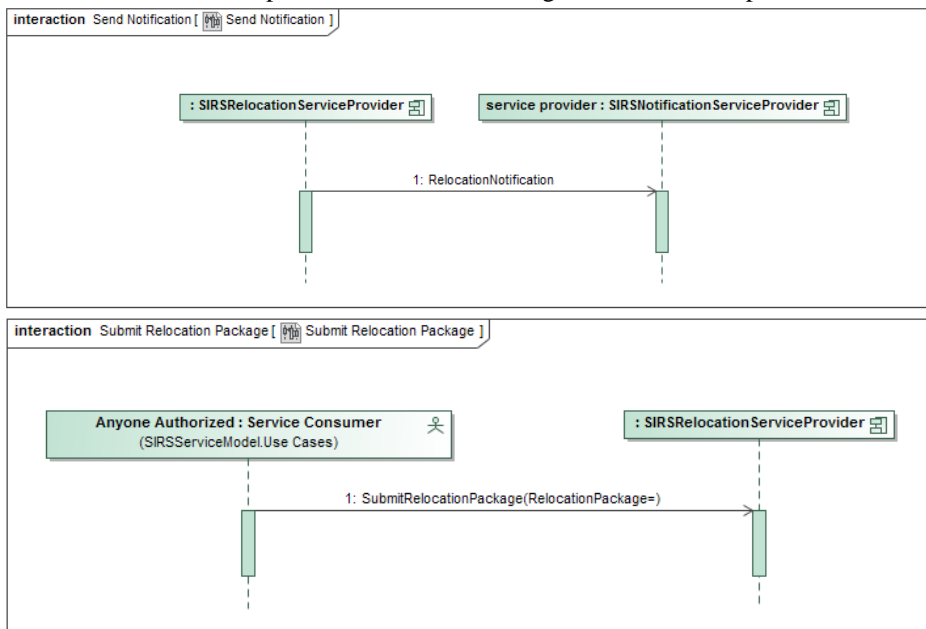 interaction Send Notification [ Send Notification ]
: SIRSRelocationServiceProvider
service provider : SIRSNotificationServiceProvider
1: RelocationNotification
interaction Submit Relocation Package [ Submit Relocation Package ]
Anyone Authorized : Service Consumer
(SIRSServiceModel.Use Cases)
: SIRSRelocationServiceProvider
1: SubmitRelocationPackage(RelocationPackage=)